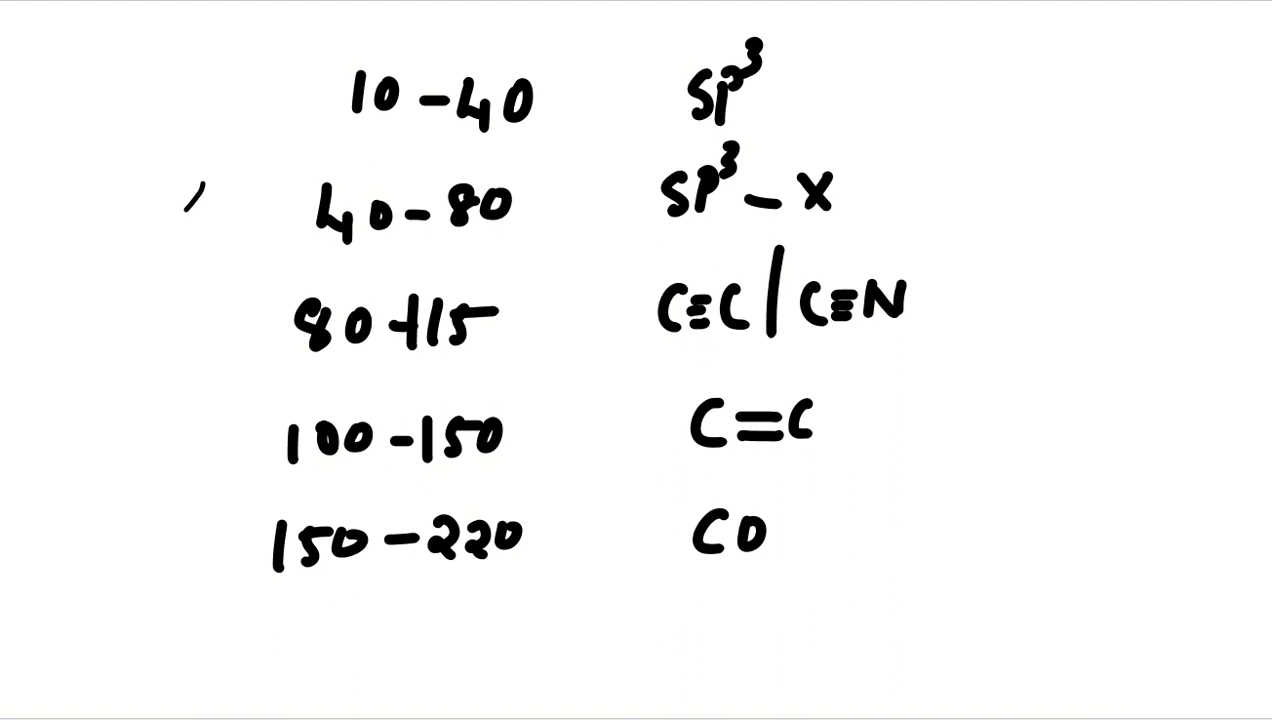 10-40 SP³
40-80 SP³-X
80-115 C≡C/C≡N
100-150 C=C
150-220 CO